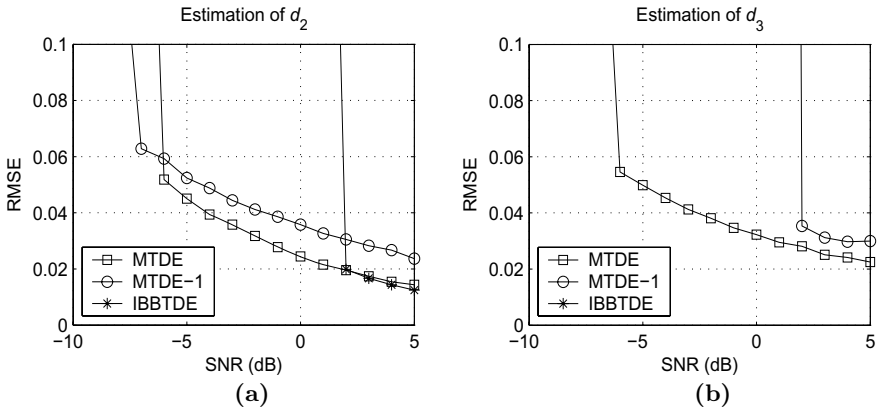 Estimation of d2
0.1
0.08
0.06
0.04
0.02
0
RMSE
MTDE
MTDE−1
IBBTDE
−10
−5
0
5
SNR (dB)
(a)
Estimation of d3
0.1
0.08
0.06
0.04
0.02
0
RMSE
MTDE
MTDE−1
IBBTDE
−10
−5
0
5
SNR (dB)
(b)